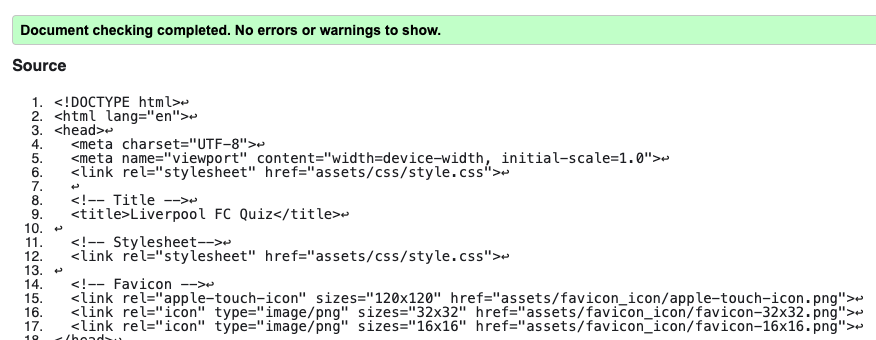 Document checking completed. No errors or warnings to show.
Source
1. <!DOCTYPE html>↩
2. <html lang="en">↩
3. <head>↩
4.   <meta charset="UTF-8">↩
5.   <meta name="viewport" content="width=device-width, initial-scale=1.0">↩
6.   <link rel="stylesheet" href="assets/css/style.css">↩
7.   ↩
8.   <!-- Title -->↩
9.   <title>Liverpool FC Quiz</title>↩
10. ↩
11.   <!-- Stylesheet-->↩
12.   <link rel="stylesheet" href="assets/css/style.css">↩
13. ↩
14.   <!-- Favicon -->↩
15.   <link rel="apple-touch-icon" sizes="120x120" href="assets/favicon_icon/apple-touch-icon.png">↩
16.   <link rel="icon" type="image/png" sizes="32x32" href="assets/favicon_icon/favicon-32x32.png">↩
17.   <link rel="icon" type="image/png" sizes="16x16" href="assets/favicon_icon/favicon-16x16.png">↩
18. </head>↩